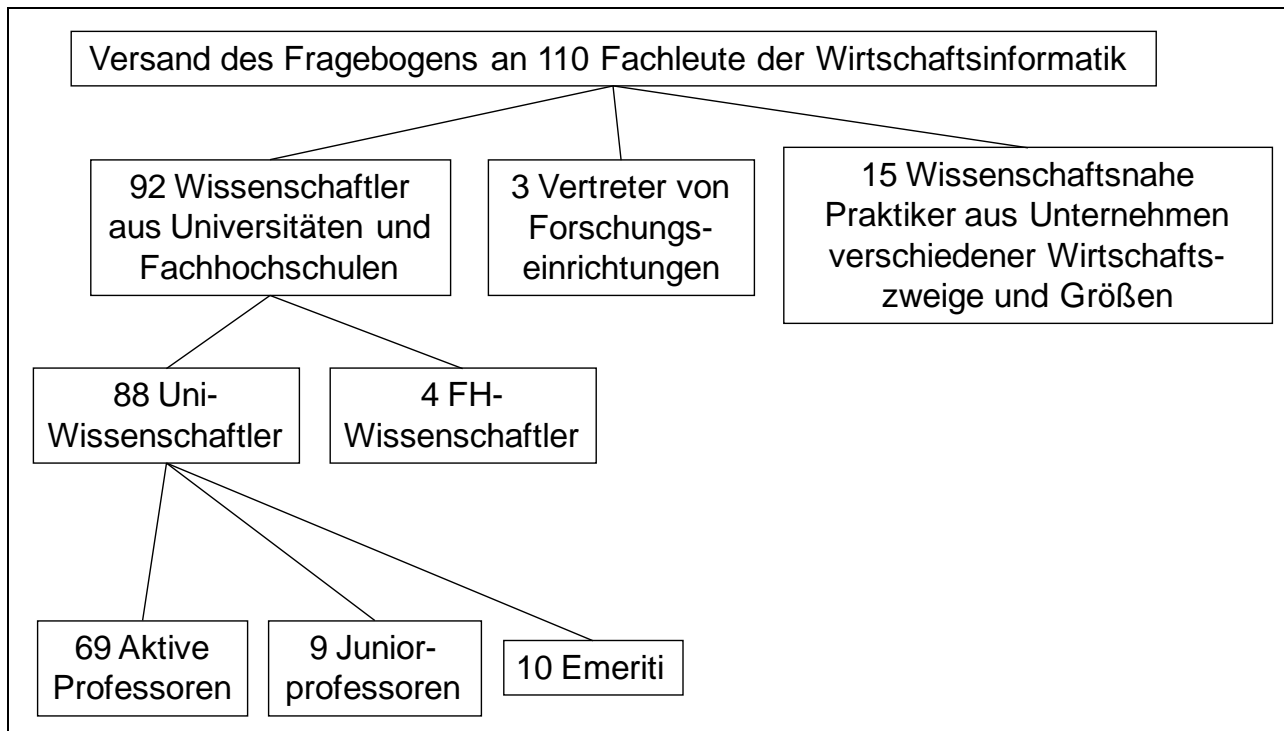 Versand des Fragebogens an 110 Fachleute der Wirtschaftsinformatik
92 Wissenschaftler
aus Universitäten und
Fachhochschulen
3 Vertreter von
Forschungs-
einrichtungen
15 Wissenschaftsnahe
Praktiker aus Unternehmen
verschiedener Wirtschafts-
zweige und Größen
88 Uni-
Wissenschaftler
4 FH-
Wissenschaftler
69 Aktive
Professoren
9 Junior-
professoren
10 Emeriti